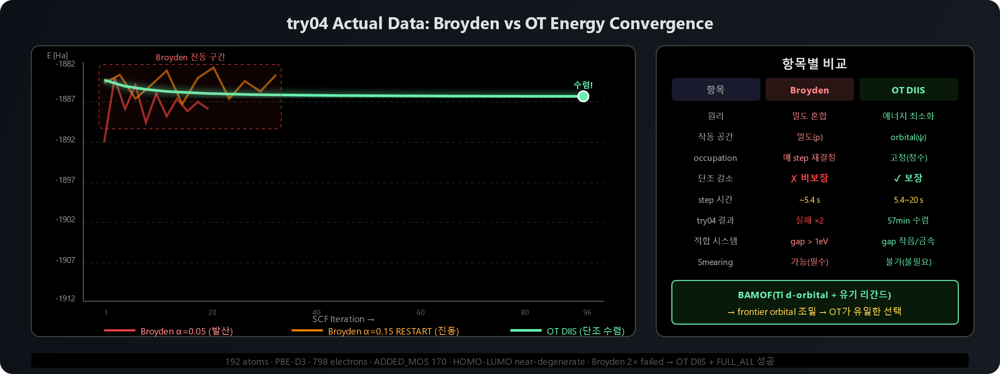 try04 Actual Data: Broyden vs OT Energy Convergence
E [Ha]
Broyden 진동 구간
-1882
-1887
-1892
-1897
-1902
-1907
-1912
수렴!
1 20 40 60 80 96
SCF Iteration →
Broyden α=0.05 (발산) Broyden α=0.15 RESTART (진동) OT DIIS (단조 수렴)
항목별 비교
항목 Broyden OT DIIS
원리 밀도 혼합 에너지 최소화
작동 공간 밀도(ρ) orbital(ψ)
occupation 매 step 재결정 고정(정수)
단조 감소 ✗ 비보장 ✓ 보장
step 시간 ~5.4 s 5.4~20 s
try04 결과 실패 ×2 57min 수렴
적합 시스템 gap > 1eV gap 작음/금속
Smearing 가능(필수) 불가(불필요)
BAMOF(Ti d-orbital + 유기 리간드)
→ frontier orbital 조밀 → OT가 유일한 선택
192 atoms · PBE-D3 · 798 electrons · ADDED_MOS 170 · HOMO-LUMO near-degenerate · Broyden 2× failed → OT DIIS + FULL_ALL 성공